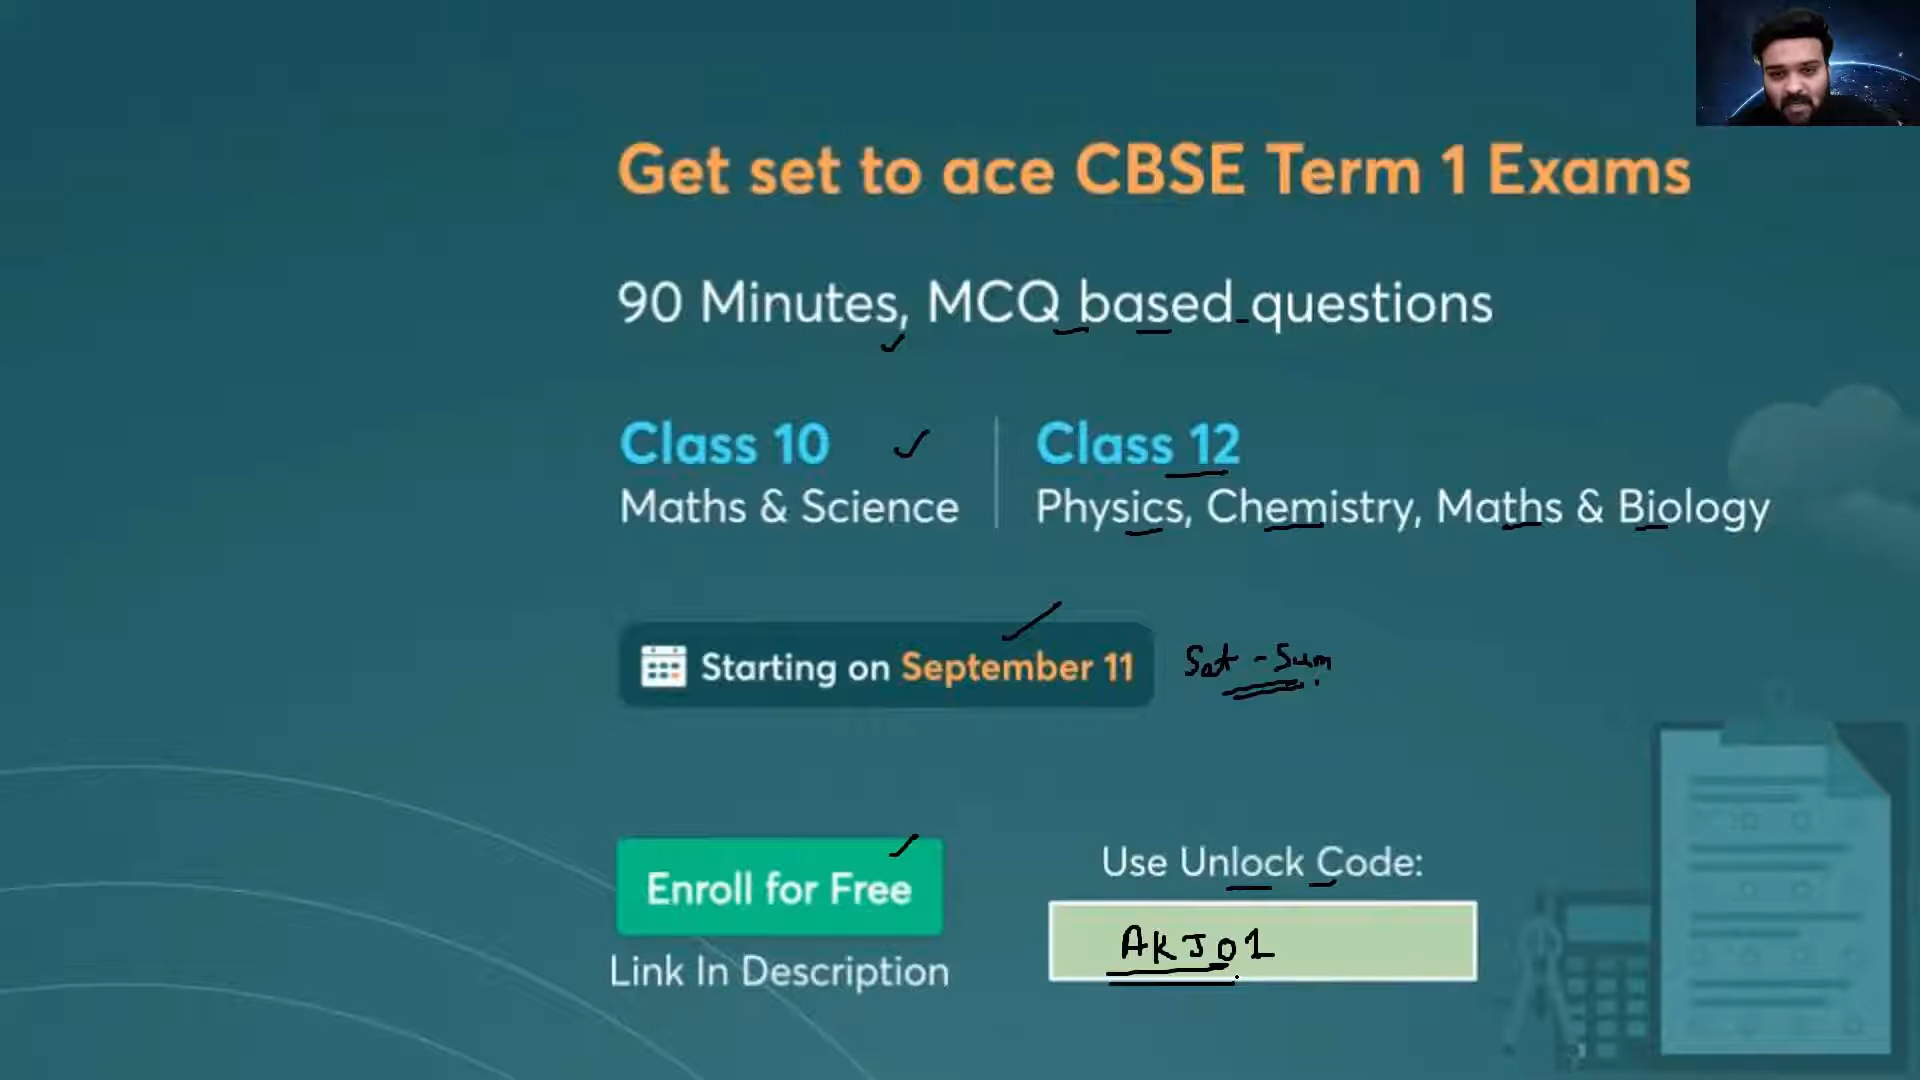 Get set to ace CBSE Term 1 Exams
90 Minutes, MCQ based questions
Class 10
Maths & Science
Class 12
Physics, Chemistry, Maths & Biology
Starting on September 11
Sat - Sun
Enroll for Free
Link In Description
Use Unlock Code:
AKJ01